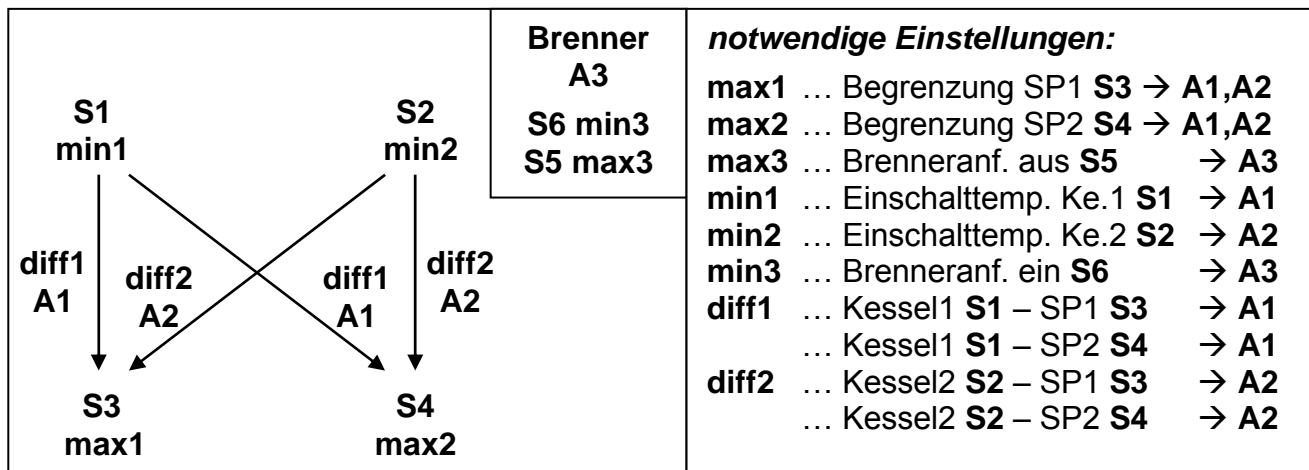 Brenner
A3
S6 min3
S5 max3
S1
min1
S2
min2
diff1
A1
diff2
A2
diff1
A1
diff2
A2
S3
max1
S4
max2
notwendige Einstellungen:
max1 … Begrenzung SP1 S3 → A1,A2
max2 … Begrenzung SP2 S4 → A1,A2
max3 … Brenneranf. aus S5 → A3
min1 … Einschalttemp. Ke.1 S1 → A1
min2 … Einschalttemp. Ke.2 S2 → A2
min3 … Brenneranf. ein S6 → A3
diff1 … Kessel1 S1 – SP1 S3 → A1
… Kessel1 S1 – SP2 S4 → A1
diff2 … Kessel2 S2 – SP1 S3 → A2
… Kessel2 S2 – SP2 S4 → A2